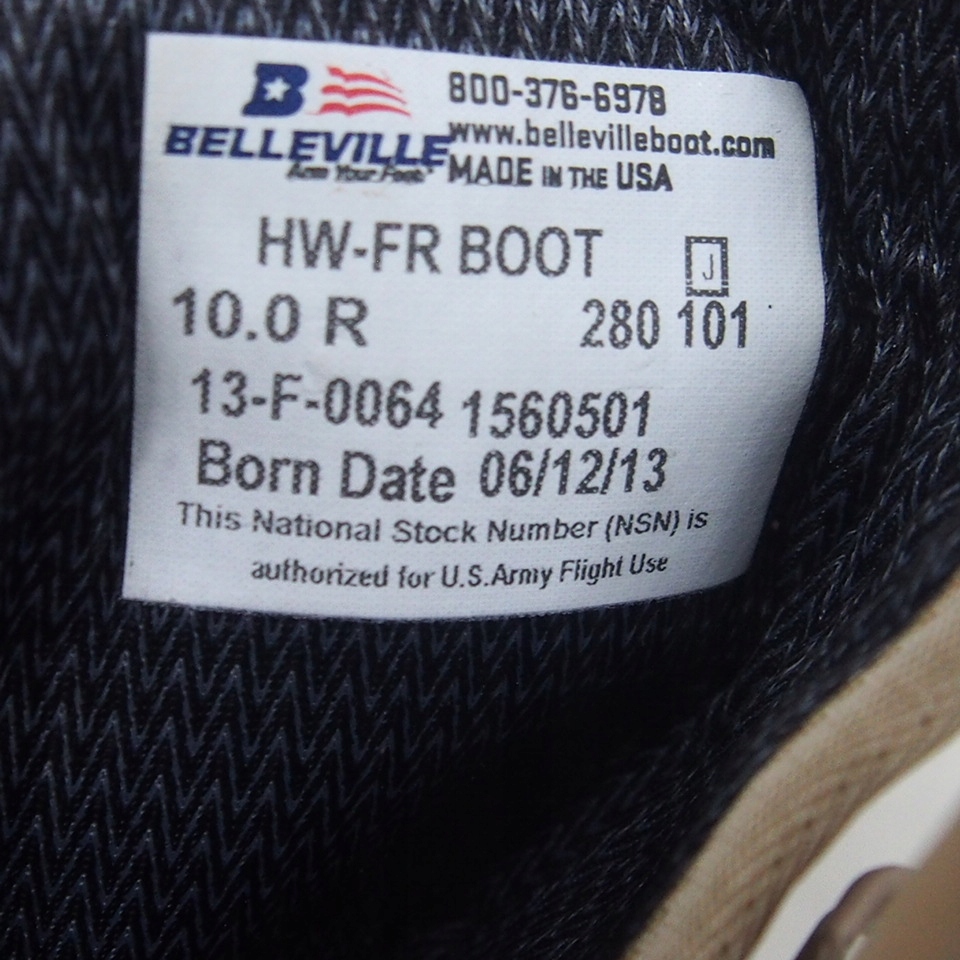 B 800-376-6978
BELLEVILLE www.bellevilleboot.com
Arm Your Feet MADE IN THE USA
HW-FR BOOT J
10.0 R 280 101
13-F-0064 1560501
Born Date 06/12/13
This National Stock Number (NSN) is
authorized for U.S.Army Flight Use